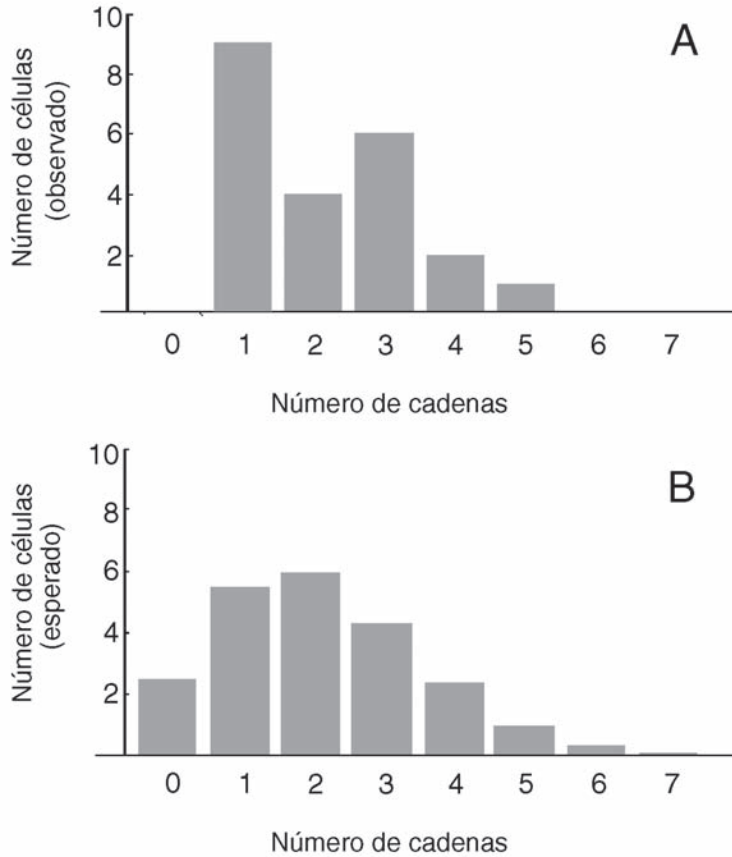 A
Número de células
(observado)
10
8
6
4
2
0 1 2 3 4 5 6 7
Número de cadenas
B
Número de células
(esperado)
10
8
6
4
2
0 1 2 3 4 5 6 7
Número de cadenas